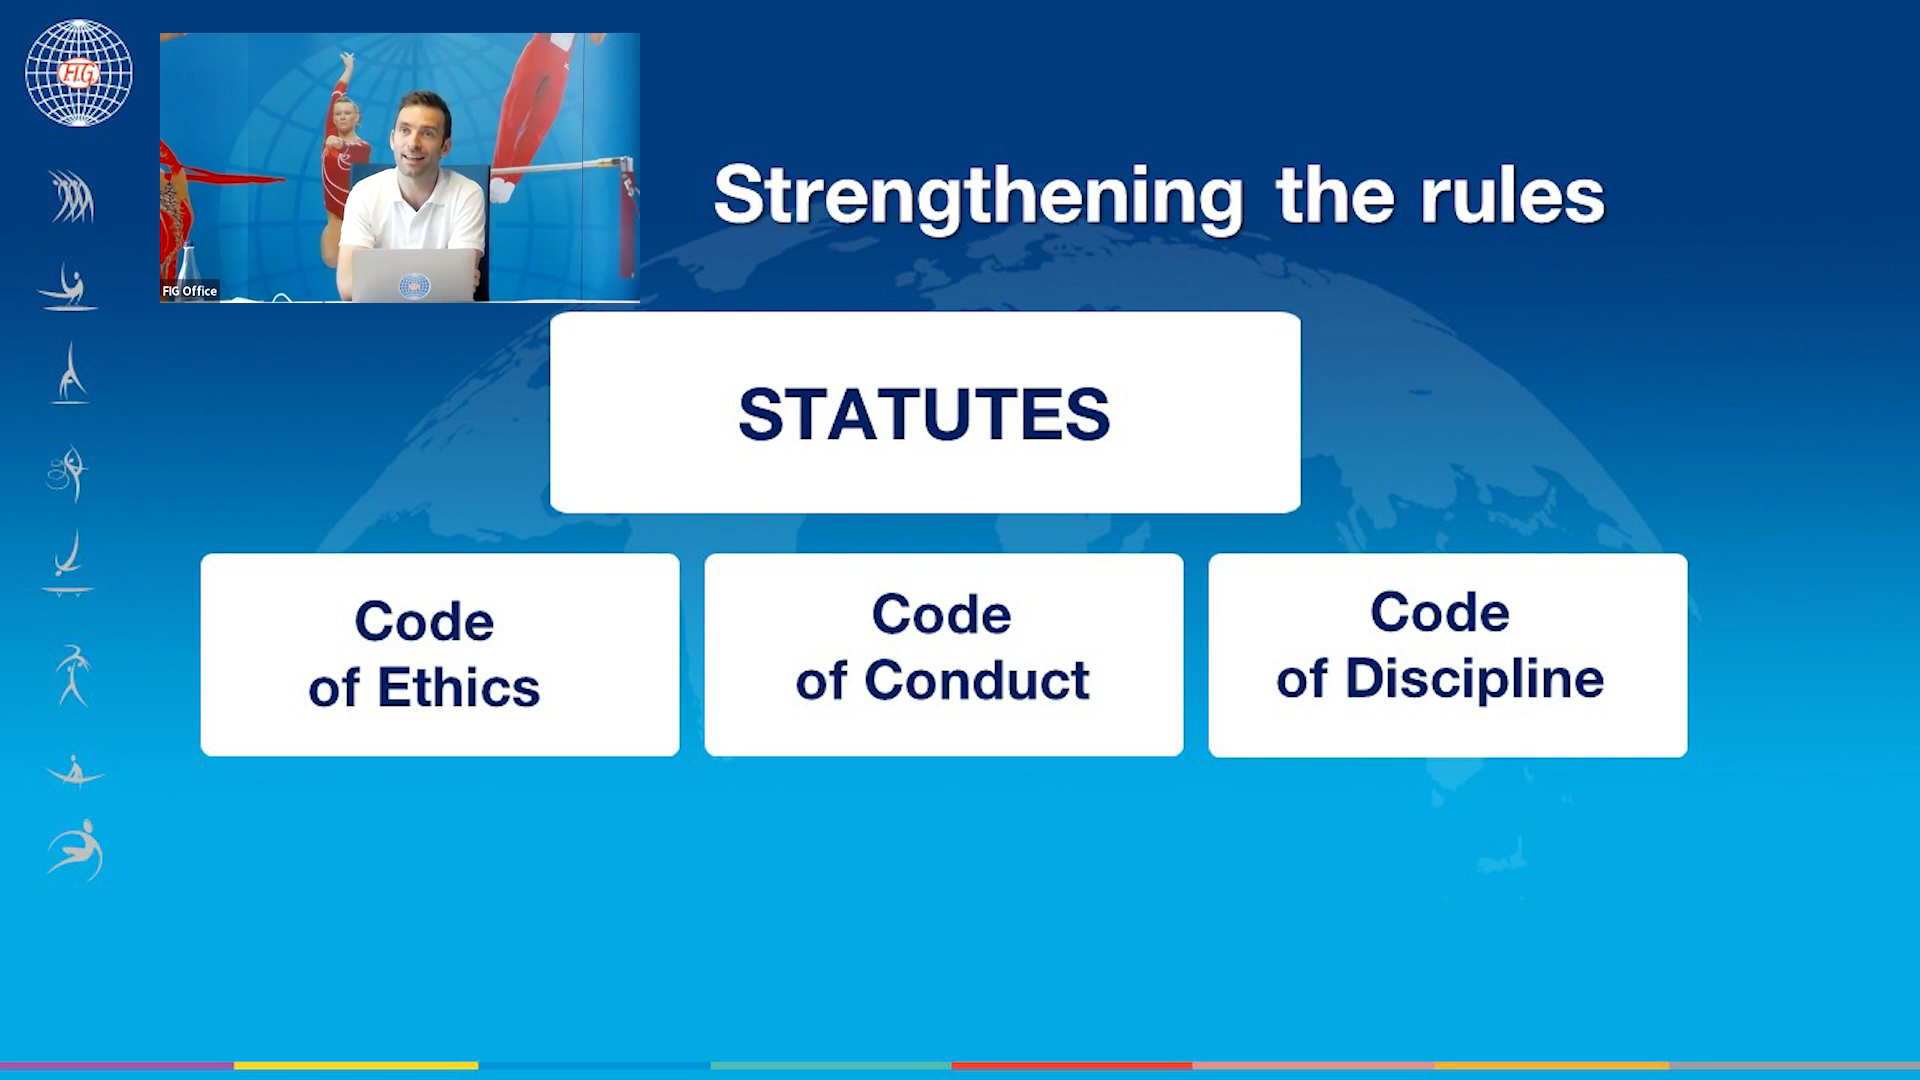 FIG
FIG Office
Strengthening the rules
STATUTES
Code
of Ethics
Code
of Conduct
Code
of Discipline